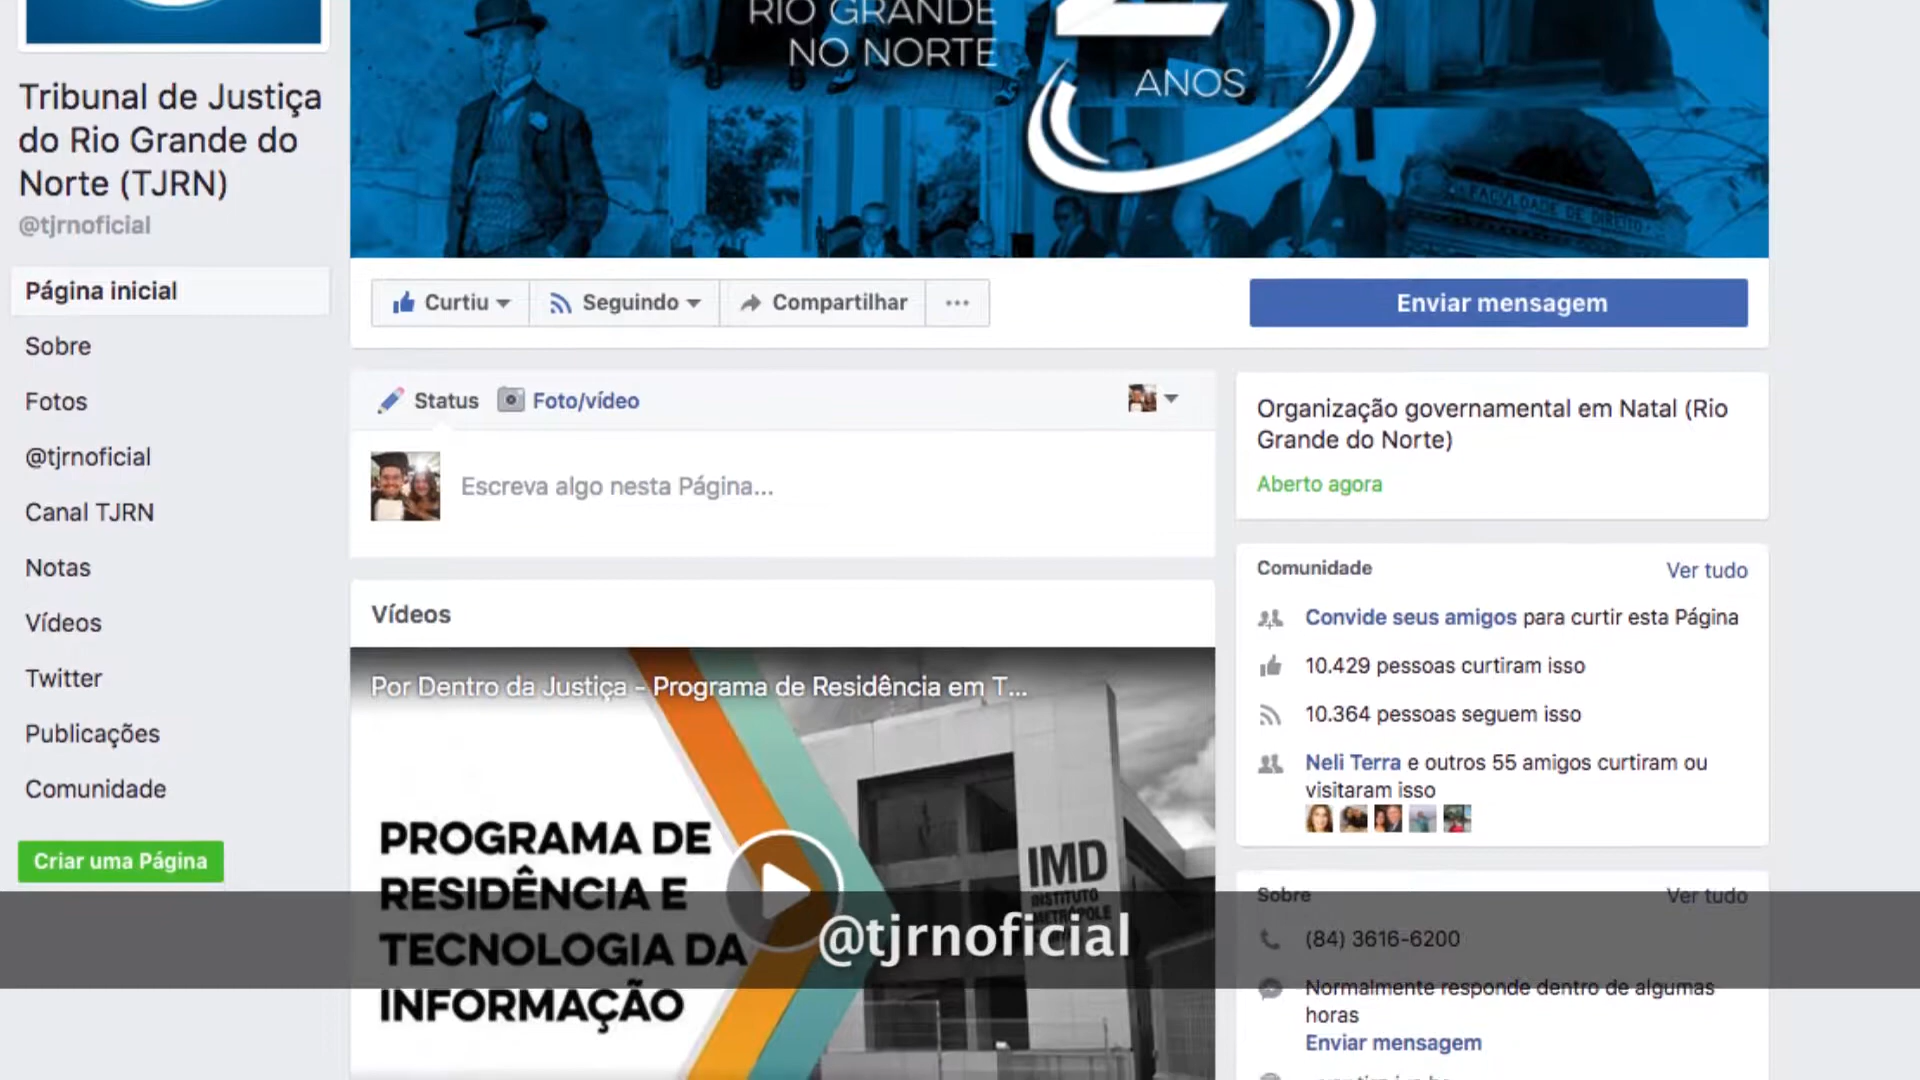 RIO GRANDE
NO NORTE
ANOS
FACULDADE DE DIREITO
Tribunal de Justiça
do Rio Grande do
Norte (TJRN)
@tjrnoficial
Página inicial
Sobre
Fotos
@tjrnoficial
Canal TJRN
Notas
Vídeos
Twitter
Publicações
Comunidade
Criar uma Página
Curtiu
Seguindo
Compartilhar
Enviar mensagem
Status
Foto/vídeo
Escreva algo nesta Página...
Vídeos
Por Dentro da Justiça - Programa de Residência em T...
PROGRAMA DE
RESIDÊNCIA E
TECNOLOGIA DA
INFORMAÇÃO
IMD
INSTITUTO
METRÓPOLE
@tjrnoficial
Organização governamental em Natal (Rio
Grande do Norte)
Aberto agora
Comunidade
Ver tudo
Convide seus amigos para curtir esta Página
10.429 pessoas curtiram isso
10.364 pessoas seguem isso
Neli Terra e outros 55 amigos curtiram ou
visitaram isso
Sobre
Ver tudo
(84) 3616-6200
Normalmente responde dentro de algumas
horas
Enviar mensagem